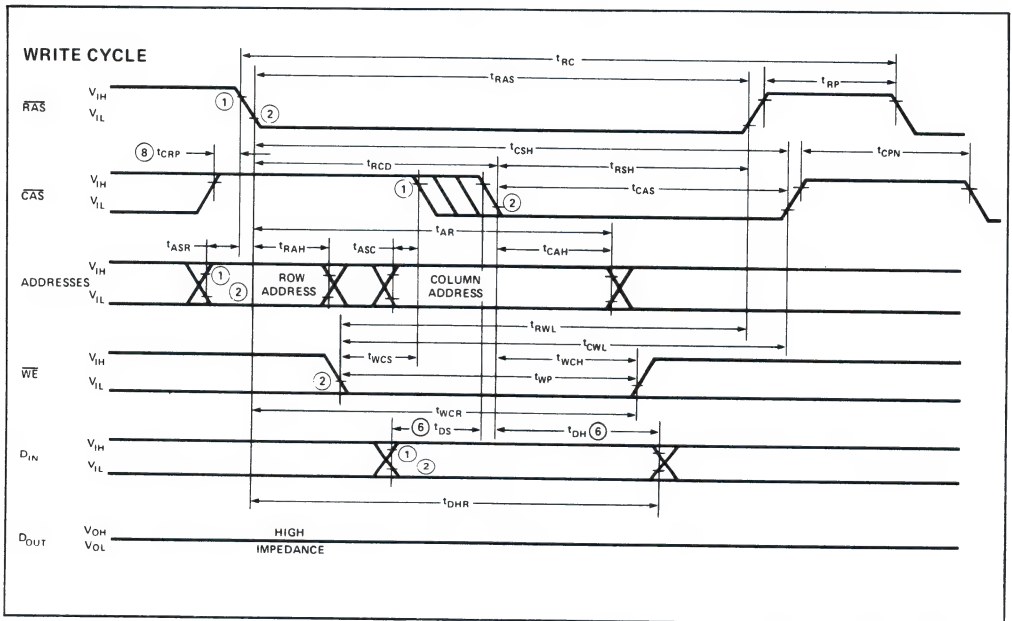 WRITE CYCLE
tRC
tRAS
tRP
RAS
VIH
VIL
1
2
8 tCRP
tCSH
tCPN
tRCD
tRSH
CAS
VIH
VIL
1
tCAS
2
tAR
tASR
tRAH
tASC
tCAH
ADDRESSES
VIH
VIL
1
2
ROW
ADDRESS
COLUMN
ADDRESS
tRWL
tCWL
WE
VIH
VIL
tWCS
tWCH
2
tWP
tWCR
6 tDS
tDH 6
DIN
VIH
VIL
1
2
tDHR
DOUT
VOH
VOL
HIGH
IMPEDANCE